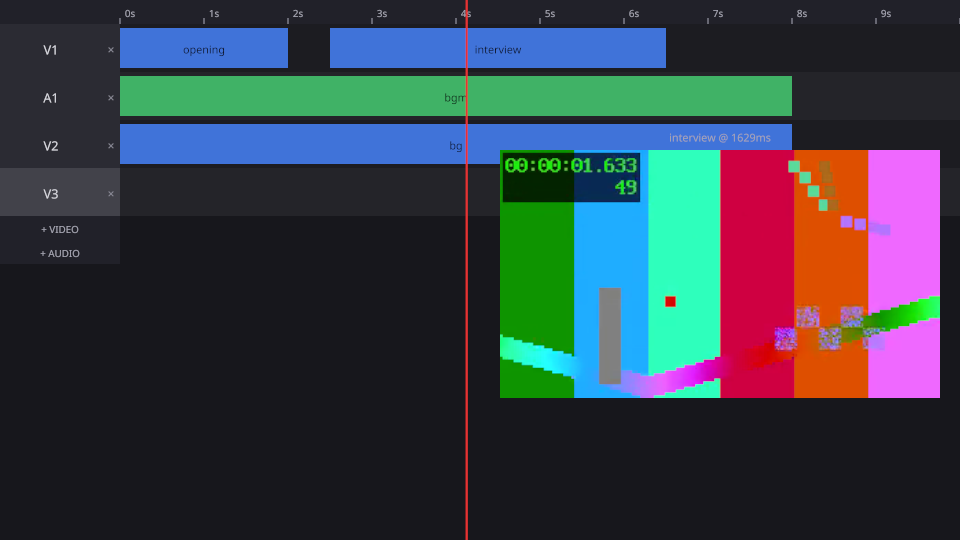 0s 1s 2s 3s 4s 5s 6s 7s 8s 9s
V1 × opening interview
A1 × bgm
V2 × bg
interview @ 1629ms
00:00:01.633
49
V3 ×
+ VIDEO
+ AUDIO